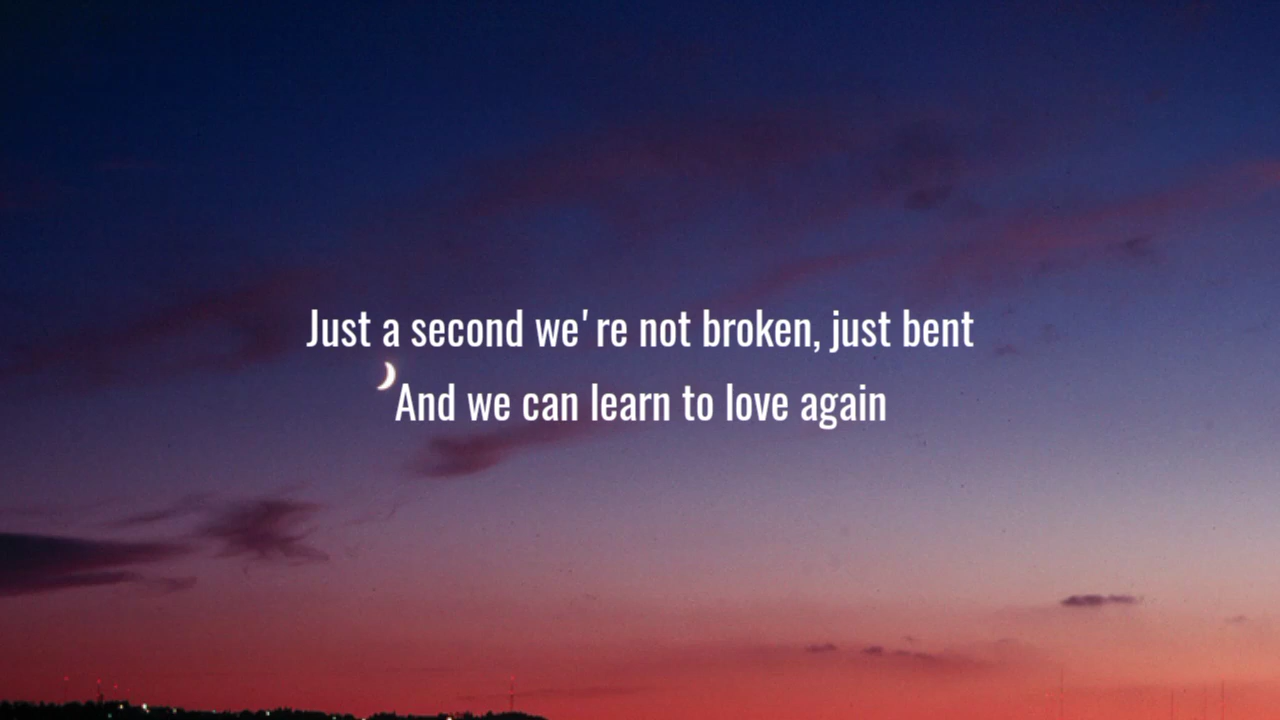 Just a second we're not broken, just bent
And we can learn to love again